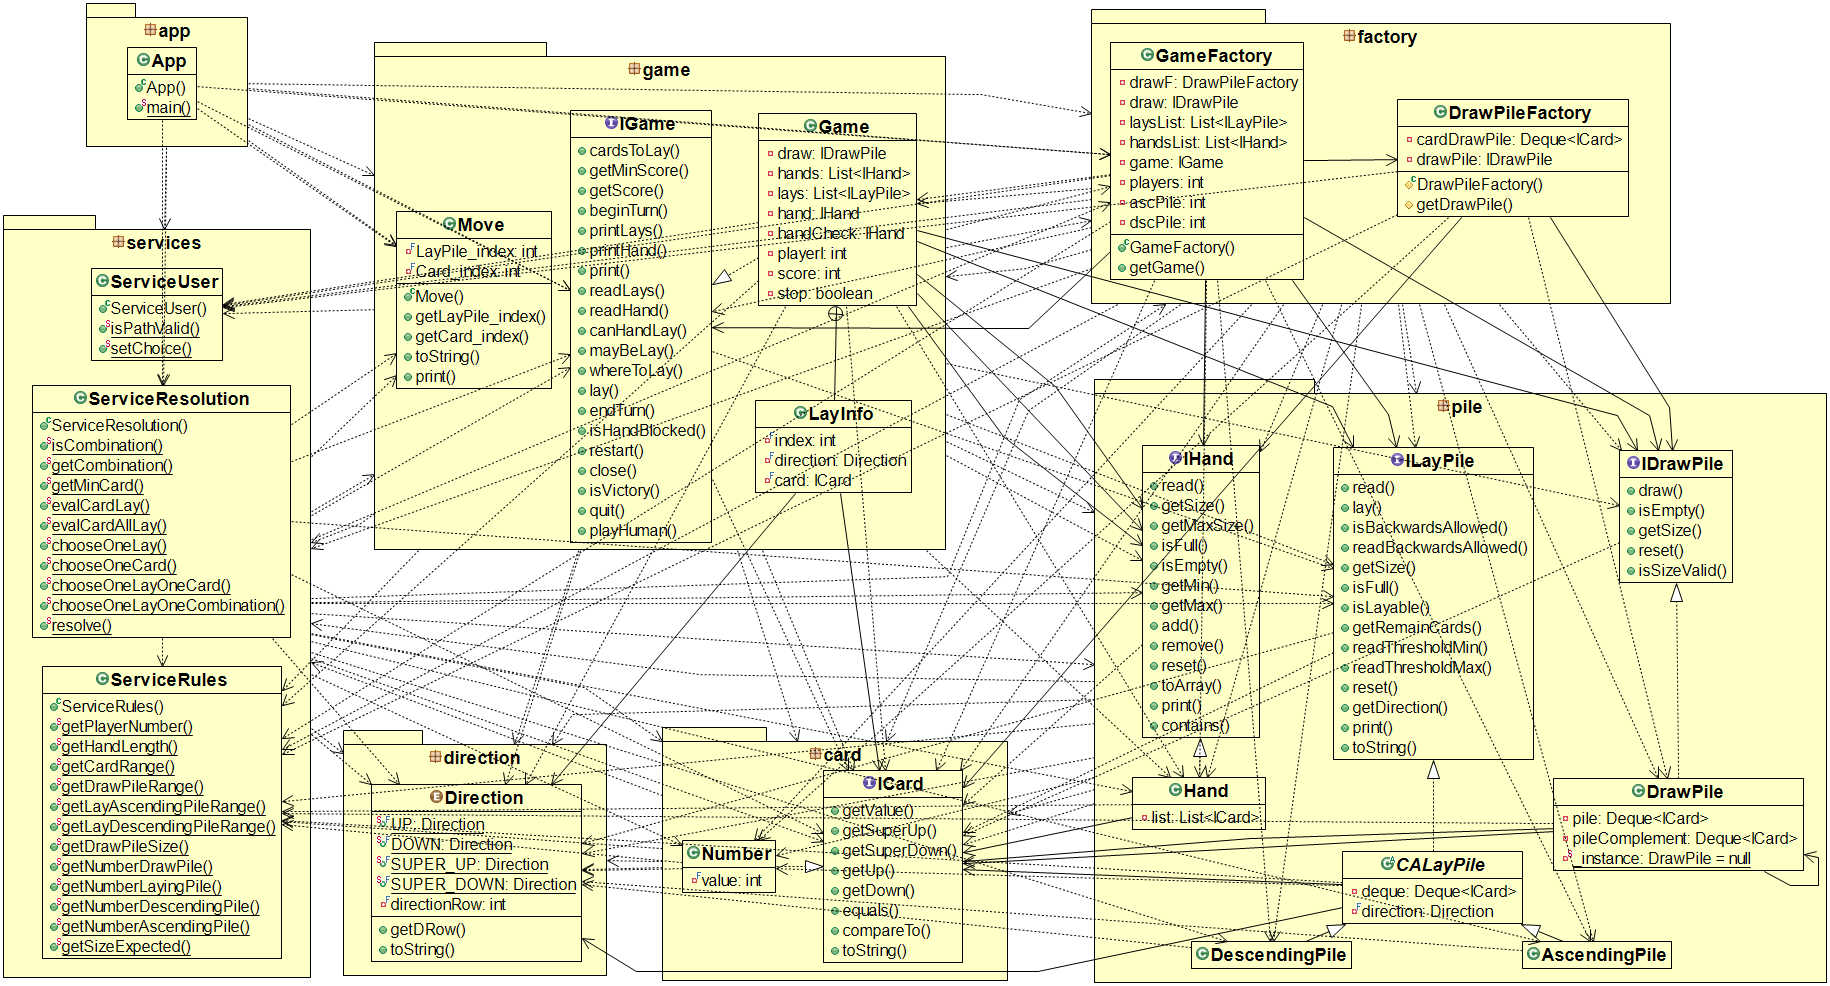 app
App
App()
main()
services
ServiceUser
ServiceUser()
isPathValid()
setChoice()
ServiceResolution
ServiceResolution()
isCombination()
getCombination()
getMinCard()
evalCardLay()
evalCardAllLay()
chooseOneLay()
chooseOneCard()
chooseOneLayOneCard()
chooseOneLayOneCombination()
resolve()
ServiceRules
ServiceRules()
getPlayerNumber()
getHandLength()
getCardRange()
getDrawPileRange()
getLayAscendingPileRange()
getLayDescendingPileRange()
getDrawPileSize()
getNumberDrawPile()
getNumberLayingPile()
getNumberDescendingPile()
getNumberAscendingPile()
getSizeExpected()
game
Move
LayPile_index: int
Card_index: int
Move()
getLayPile_index()
getCard_index()
toString()
print()
IGame
cardsToLay()
getMinScore()
getScore()
beginTurn()
printLays()
printHand()
print()
readLays()
readHand()
canHandLay()
mayBeLay()
whereToLay()
lay()
endTurn()
isHandBlocked()
restart()
close()
isVictory()
quit()
playHuman()
Game
draw: IDrawPile
hands: List<IHand>
lays: List<ILayPile>
hand: IHand
handCheck: IHand
playerI: int
score: int
stop: boolean
LayInfo
index: int
direction: Direction
card: ICard
factory
GameFactory
drawF: DrawPileFactory
draw: IDrawPile
laysList: List<ILayPile>
handsList: List<IHand>
game: IGame
players: int
ascPile: int
dscPile: int
GameFactory()
getGame()
DrawPileFactory
cardDrawPile: Deque<ICard>
drawPile: IDrawPile
DrawPileFactory()
getDrawPile()
direction
Direction
UP: Direction
DOWN: Direction
SUPER_UP: Direction
SUPER_DOWN: Direction
directionRow: int
getDRow()
toString()
card
Number
value: int
ICard
getValue()
getSuperUp()
getSuperDown()
getUp()
getDown()
equals()
compareTo()
toString()
pile
IHand
read()
getSize()
getMaxSize()
isFull()
isEmpty()
getMin()
getMax()
add()
remove()
reset()
toArray()
print()
contains()
ILayPile
read()
lay()
isBackwardsAllowed()
readBackwardsAllowed()
getSize()
isFull()
isLayable()
getRemainCards()
readThresholdMin()
readThresholdMax()
reset()
getDirection()
print()
toString()
IDrawPile
draw()
isEmpty()
getSize()
reset()
isSizeValid()
Hand
list: List<ICard>
DrawPile
pile: Deque<ICard>
pileComplement: Deque<ICard>
_instance: DrawPile = null
CALayPile
deque: Deque<ICard>
direction: Direction
DescendingPile
AscendingPile